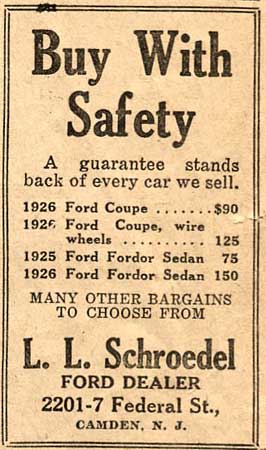 Buy With
Safety
A guarantee stands
back of every car we sell.
1926 Ford Coupe .......$90
1926 Ford Coupe, wire
wheels .......... 125
1925 Ford Fordor Sedan 75
1926 Ford Fordor Sedan 150
MANY OTHER BARGAINS
TO CHOOSE FROM
L. L. Schroedel
FORD DEALER
2201-7 Federal St.,
CAMDEN, N. J.